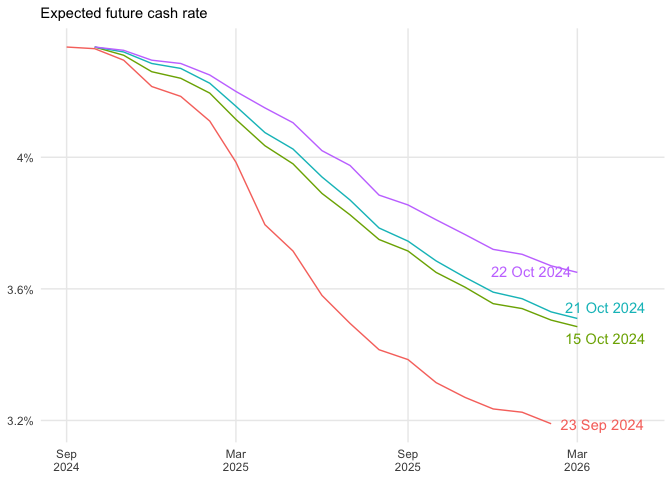 Expected future cash rate
4%
3.6%
3.2%
22 Oct 2024
21 Oct 2024
15 Oct 2024
23 Sep 2024
Sep
2024
Mar
2025
Sep
2025
Mar
2026